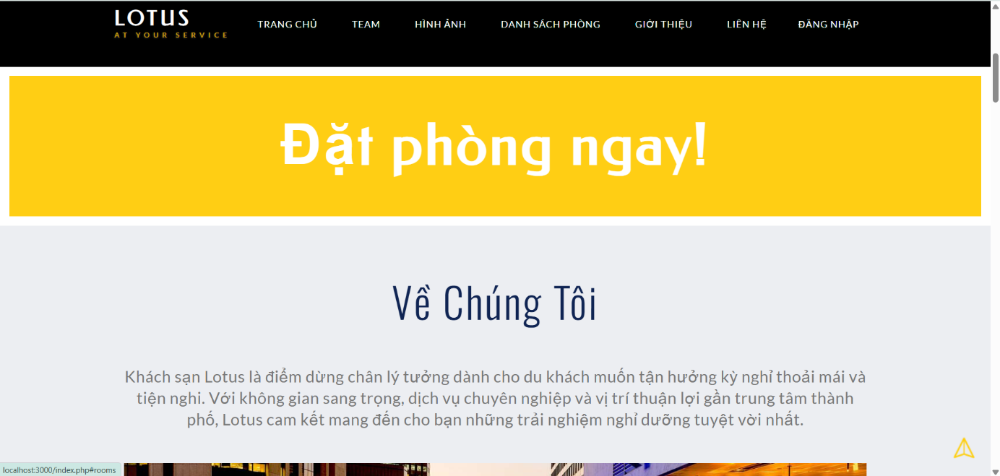 LOTUS
AT YOUR SERVICE
TRANG CHỦ TEAM HÌNH ẢNH DANH SÁCH PHÒNG GIỚI THIỆU LIÊN HỆ ĐĂNG NHẬP
Đặt phòng ngay!
Về Chúng Tôi
Khách sạn Lotus là điểm dừng chân lý tưởng dành cho du khách muốn tận hưởng kỳ nghỉ thoải mái và
tiện nghi. Với không gian sang trọng, dịch vụ chuyên nghiệp và vị trí thuận lợi gần trung tâm thành
phố, Lotus cam kết mang đến cho bạn những trải nghiệm nghỉ dưỡng tuyệt vời nhất.
localhost:3000/index.php#rooms